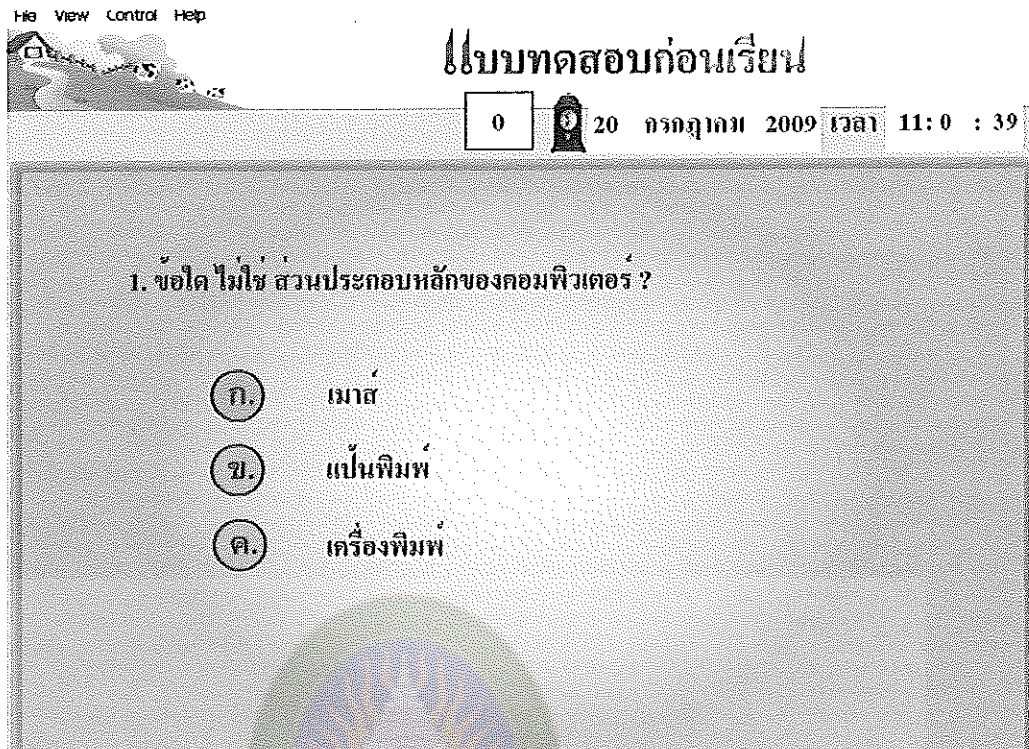 File View Control Help
แบบทดสอบก่อนเรียน
0 20 กรกฎาคม 2009 เวลา 11: 0 : 39
1. ข้อใด ไม่ใช่ ส่วนประกอบหลักของคอมพิวเตอร์ ?
ก. เมาส์
ข. แป้นพิมพ์
ค. เครื่องพิมพ์